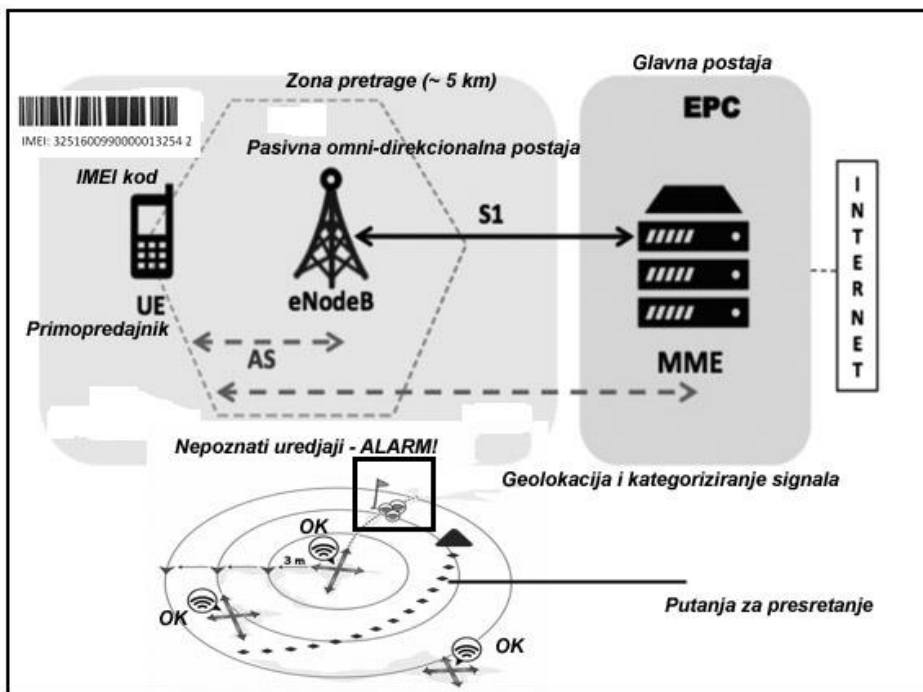 Zona pretrage (~ 5 km)
Glavna postaja
EPC
IMEI: 3251600990000013254 2
Pasivna omni-direkcionalna postaja
IMEI kod
S1
INTERNET
UE
eNodeB
Primopredajnik
AS
MME
Nepoznati uredjaji - ALARM!
Geolokacija i kategoriziranje signala
OK
3 m
OK
Putanja za presretanje
OK